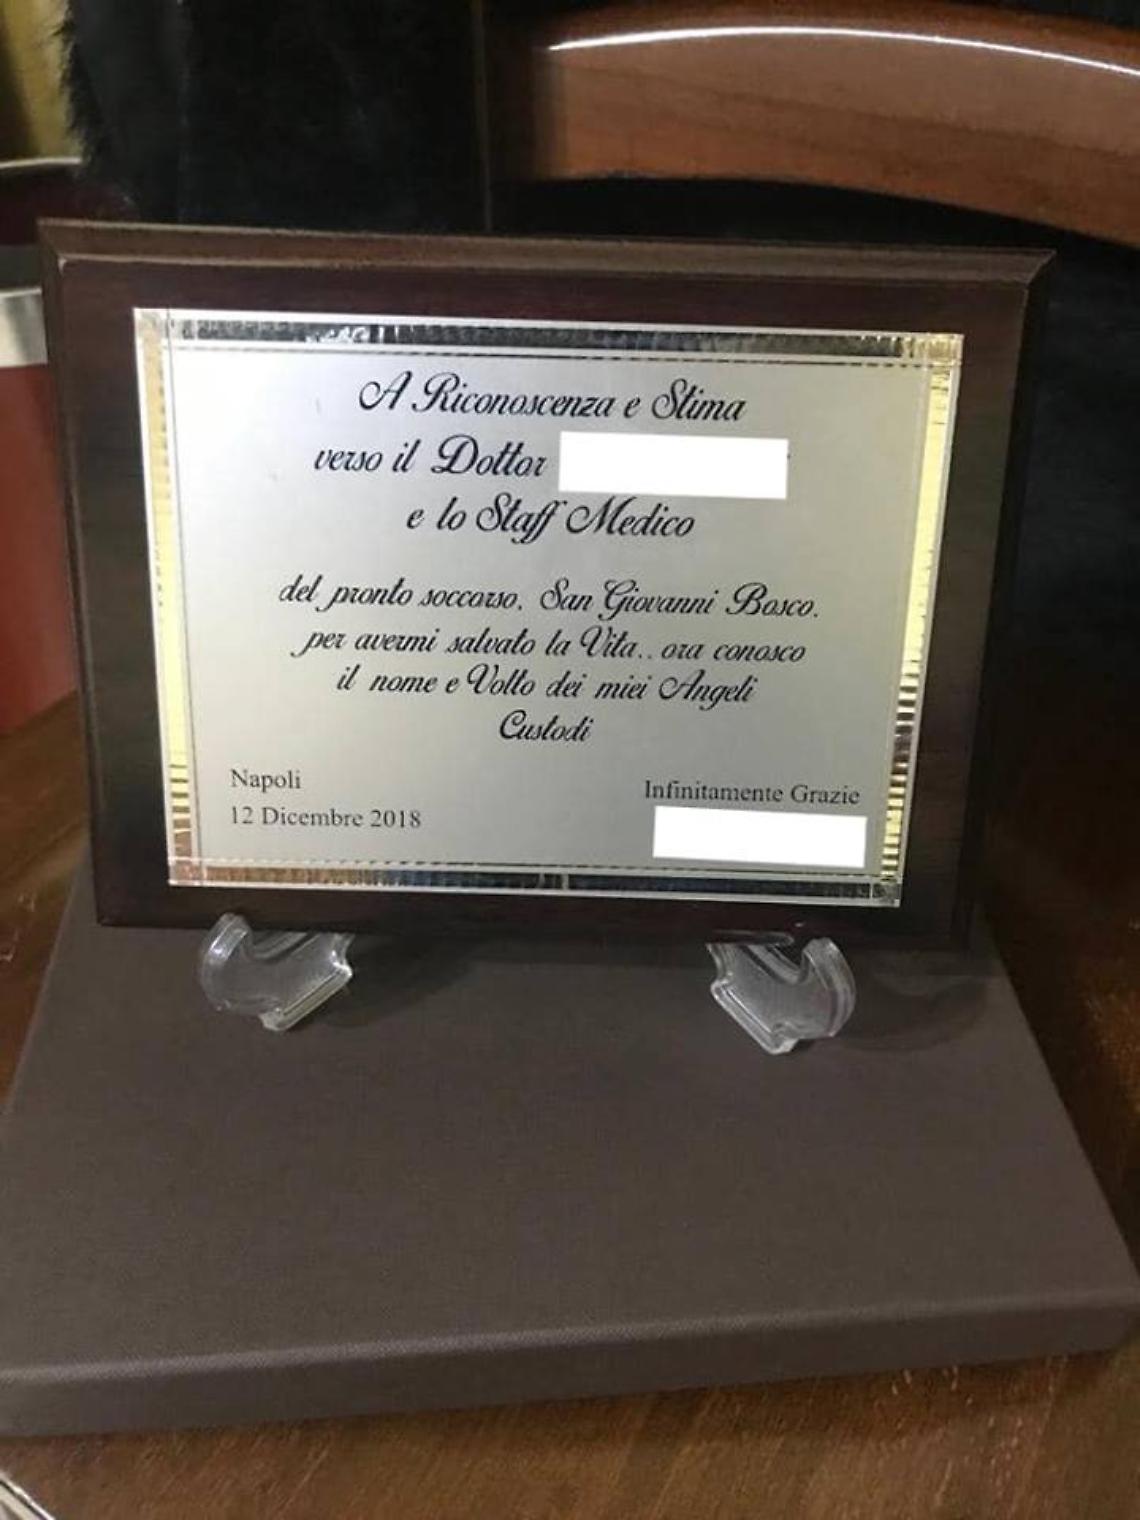 A Riconoscenza e Stima
verso il Dottor
e lo Staff Medico
del pronto soccorso, San Giovanni Bosco.
per avermi salvato la Vita.. ora conosco
il nome e Volto dei miei Angeli
Custodi
Napoli
12 Dicembre 2018
Infinitamente Grazie